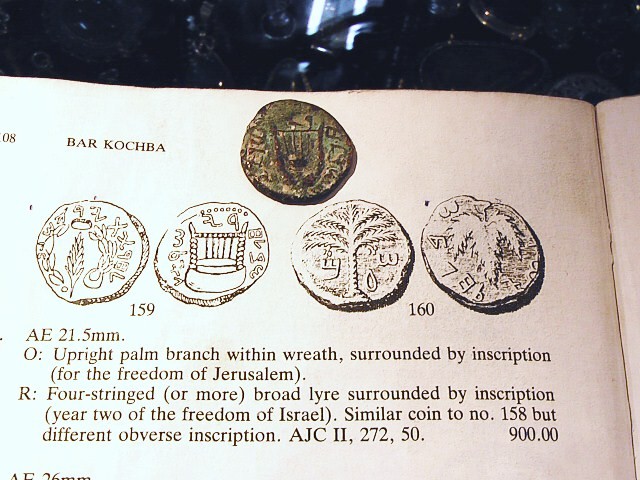 108
BAR KOCHBA
159
160
AE 21.5mm.
O: Upright palm branch within wreath, surrounded by inscription
(for the freedom of Jerusalem).
R: Four-stringed (or more) broad lyre surrounded by inscription
(year two of the freedom of Israel). Similar coin to no. 158 but
different obverse inscription. AJC II, 272, 50. 900.00
AE 26mm